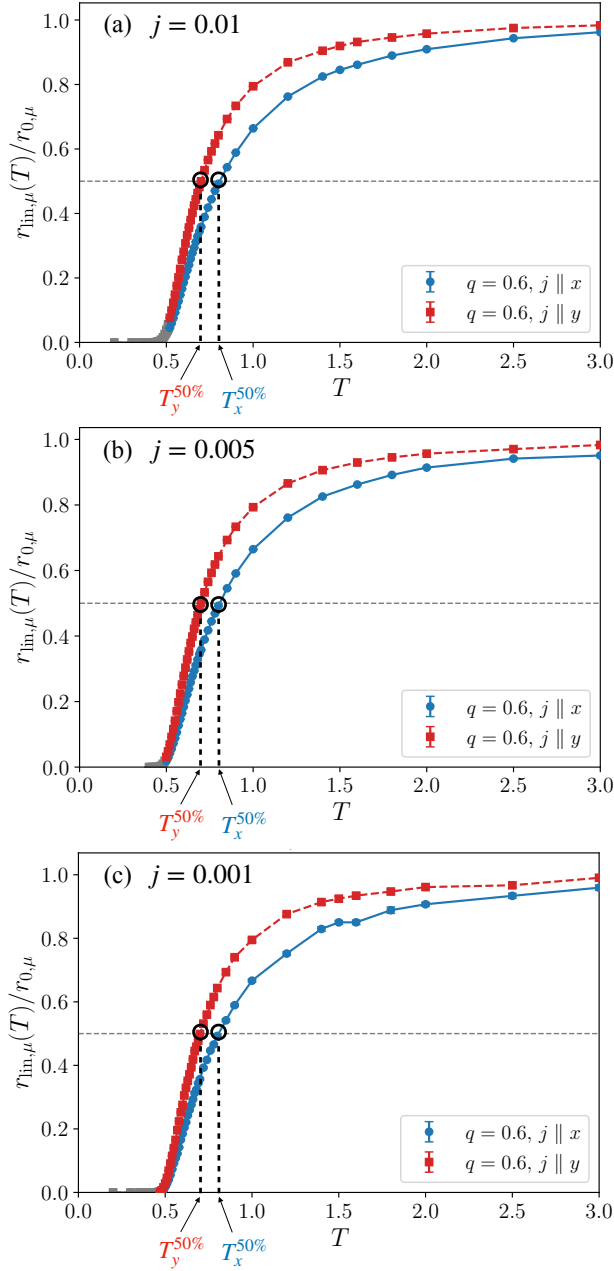 (a) j = 0.01
r_lin,μ(T)/r_0,μ
1.0
0.8
0.6
0.4
0.2
0.0
q = 0.6, j ∥ x
q = 0.6, j ∥ y
0.0 0.5 1.0 1.5 2.0 2.5 3.0
T
T_y^50% T_x^50%
(b) j = 0.005
r_lin,μ(T)/r_0,μ
1.0
0.8
0.6
0.4
0.2
0.0
q = 0.6, j ∥ x
q = 0.6, j ∥ y
0.0 0.5 1.0 1.5 2.0 2.5 3.0
T
T_y^50% T_x^50%
(c) j = 0.001
r_lin,μ(T)/r_0,μ
1.0
0.8
0.6
0.4
0.2
0.0
q = 0.6, j ∥ x
q = 0.6, j ∥ y
0.0 0.5 1.0 1.5 2.0 2.5 3.0
T
T_y^50% T_x^50%